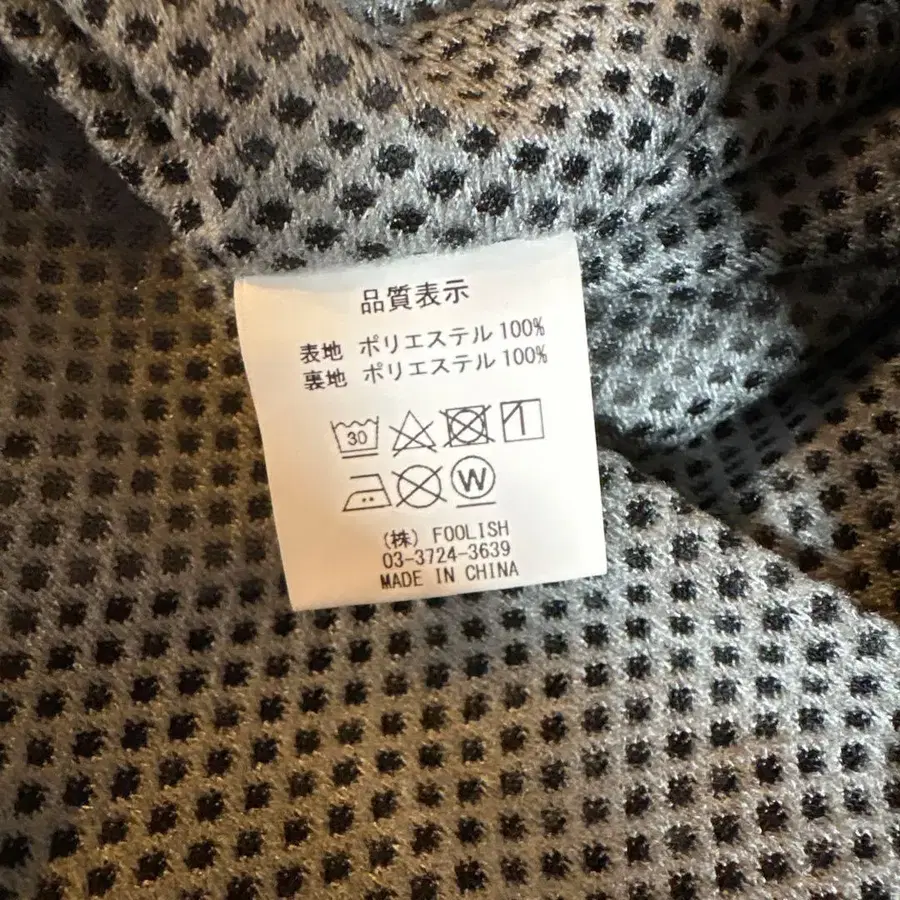 品質表示
表地 ポリエステル 100%
裏地 ポリエステル 100%
30
W
(株) FOOLISH
03-3724-3639
MADE IN CHINA